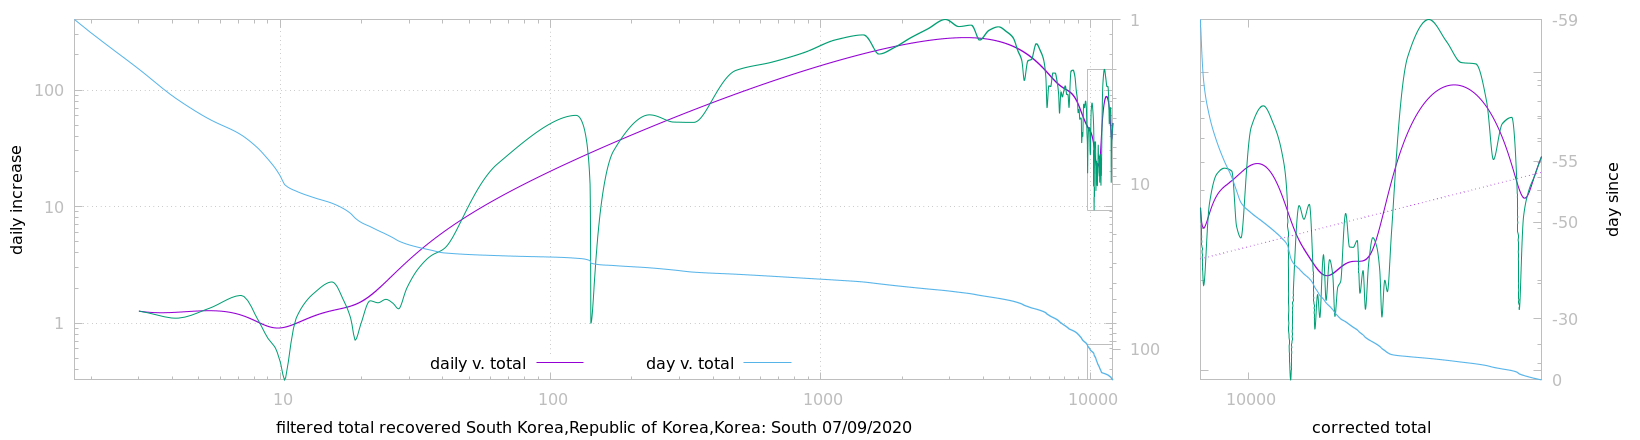 daily increase
100
10
1
10
100
1000
10000
1
10
100
daily v. total
day v. total
filtered total recovered South Korea,Republic of Korea,Korea: South 07/09/2020
-59
-55
-50
-30
0
day since
10000
corrected total